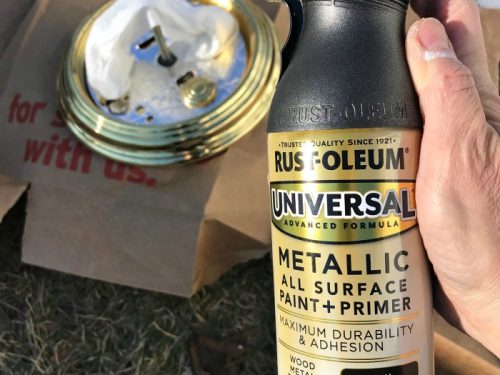 for s
with us.
RUST-OLEUM
• TRUSTED QUALITY SINCE 1921 •
RUST-OLEUM®
UNIVERSAL
ADVANCED FORMULA
METALLIC
ALL SURFACE
PAINT+PRIMER
MAXIMUM DURABILITY
& ADHESION
WOOD
METAL